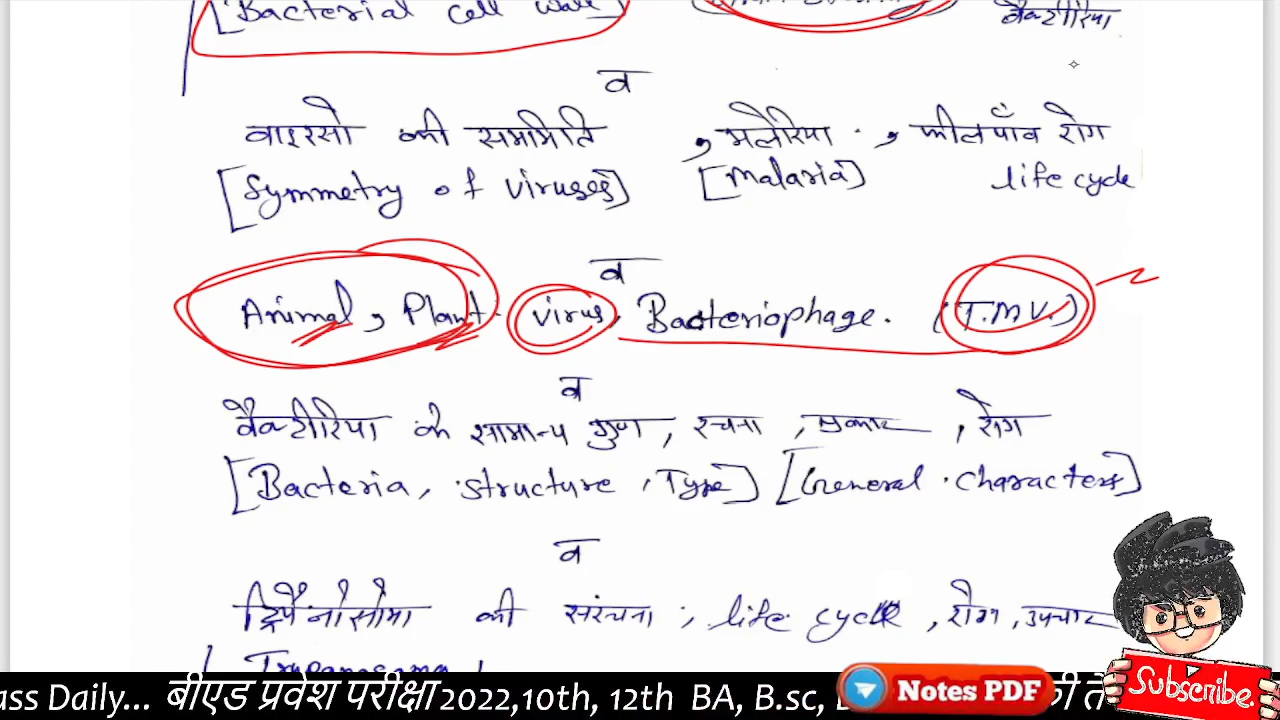 [Bacterial Cell wall]
बैक्टीरिया
व
वाइरसो की सममिति , मलेरिया , फीलपाँव रोग
[Symmetry of viruses] [Malaria] life cycle
व
Animal, Plant virus, Bacteriophage. (T.M.V.)
व
बैक्टीरिया के सामान्य गुण, रचना, प्रकार, रोग
[Bacteria, structure, Type] [General characters]
व
ट्रिपैनोसोमा की संरचना, life cycle, रोग, उपचार
Trypanosoma
ass Daily... बीएड प्रवेश परीक्षा 2022,10th, 12th BA, B.sc,
Notes PDF
Subscribe